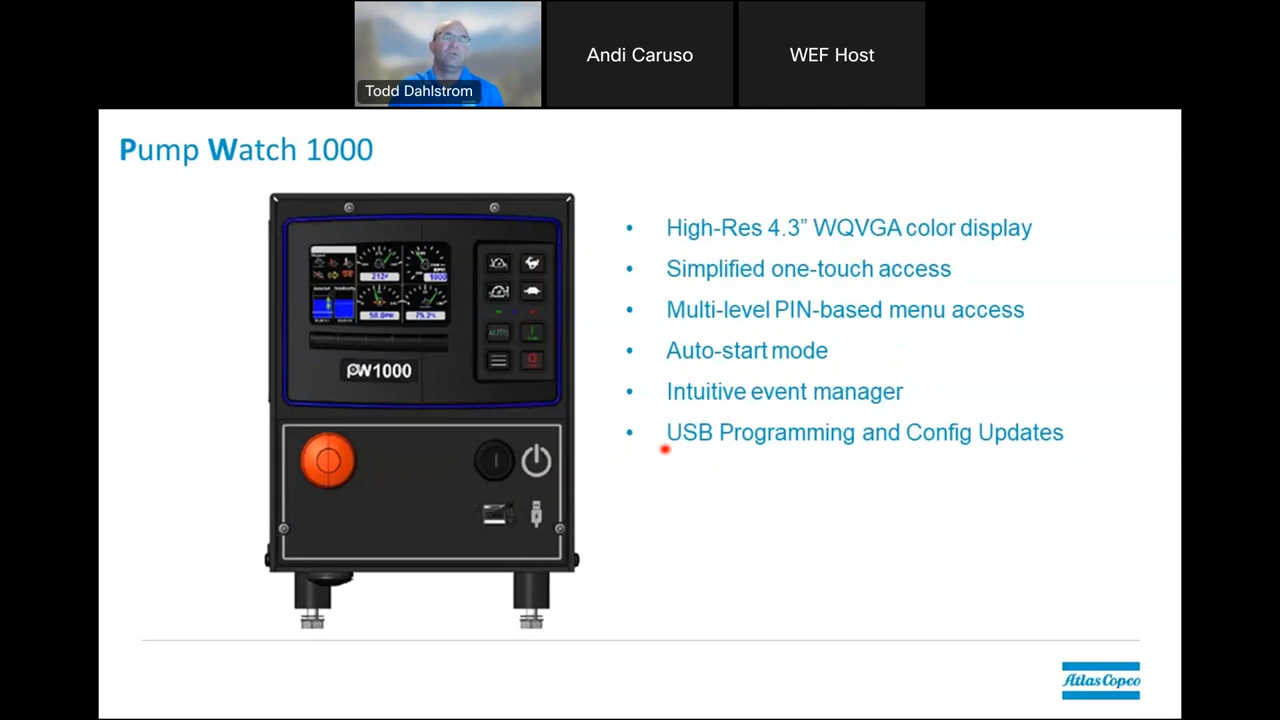 Todd Dahlstrom
Andi Caruso
WEF Host
Pump Watch 1000
• High-Res 4.3” WQVGA color display
• Simplified one-touch access
• Multi-level PIN-based menu access
• Auto-start mode
• Intuitive event manager
• USB Programming and Config Updates
PW1000
Atlas Copco